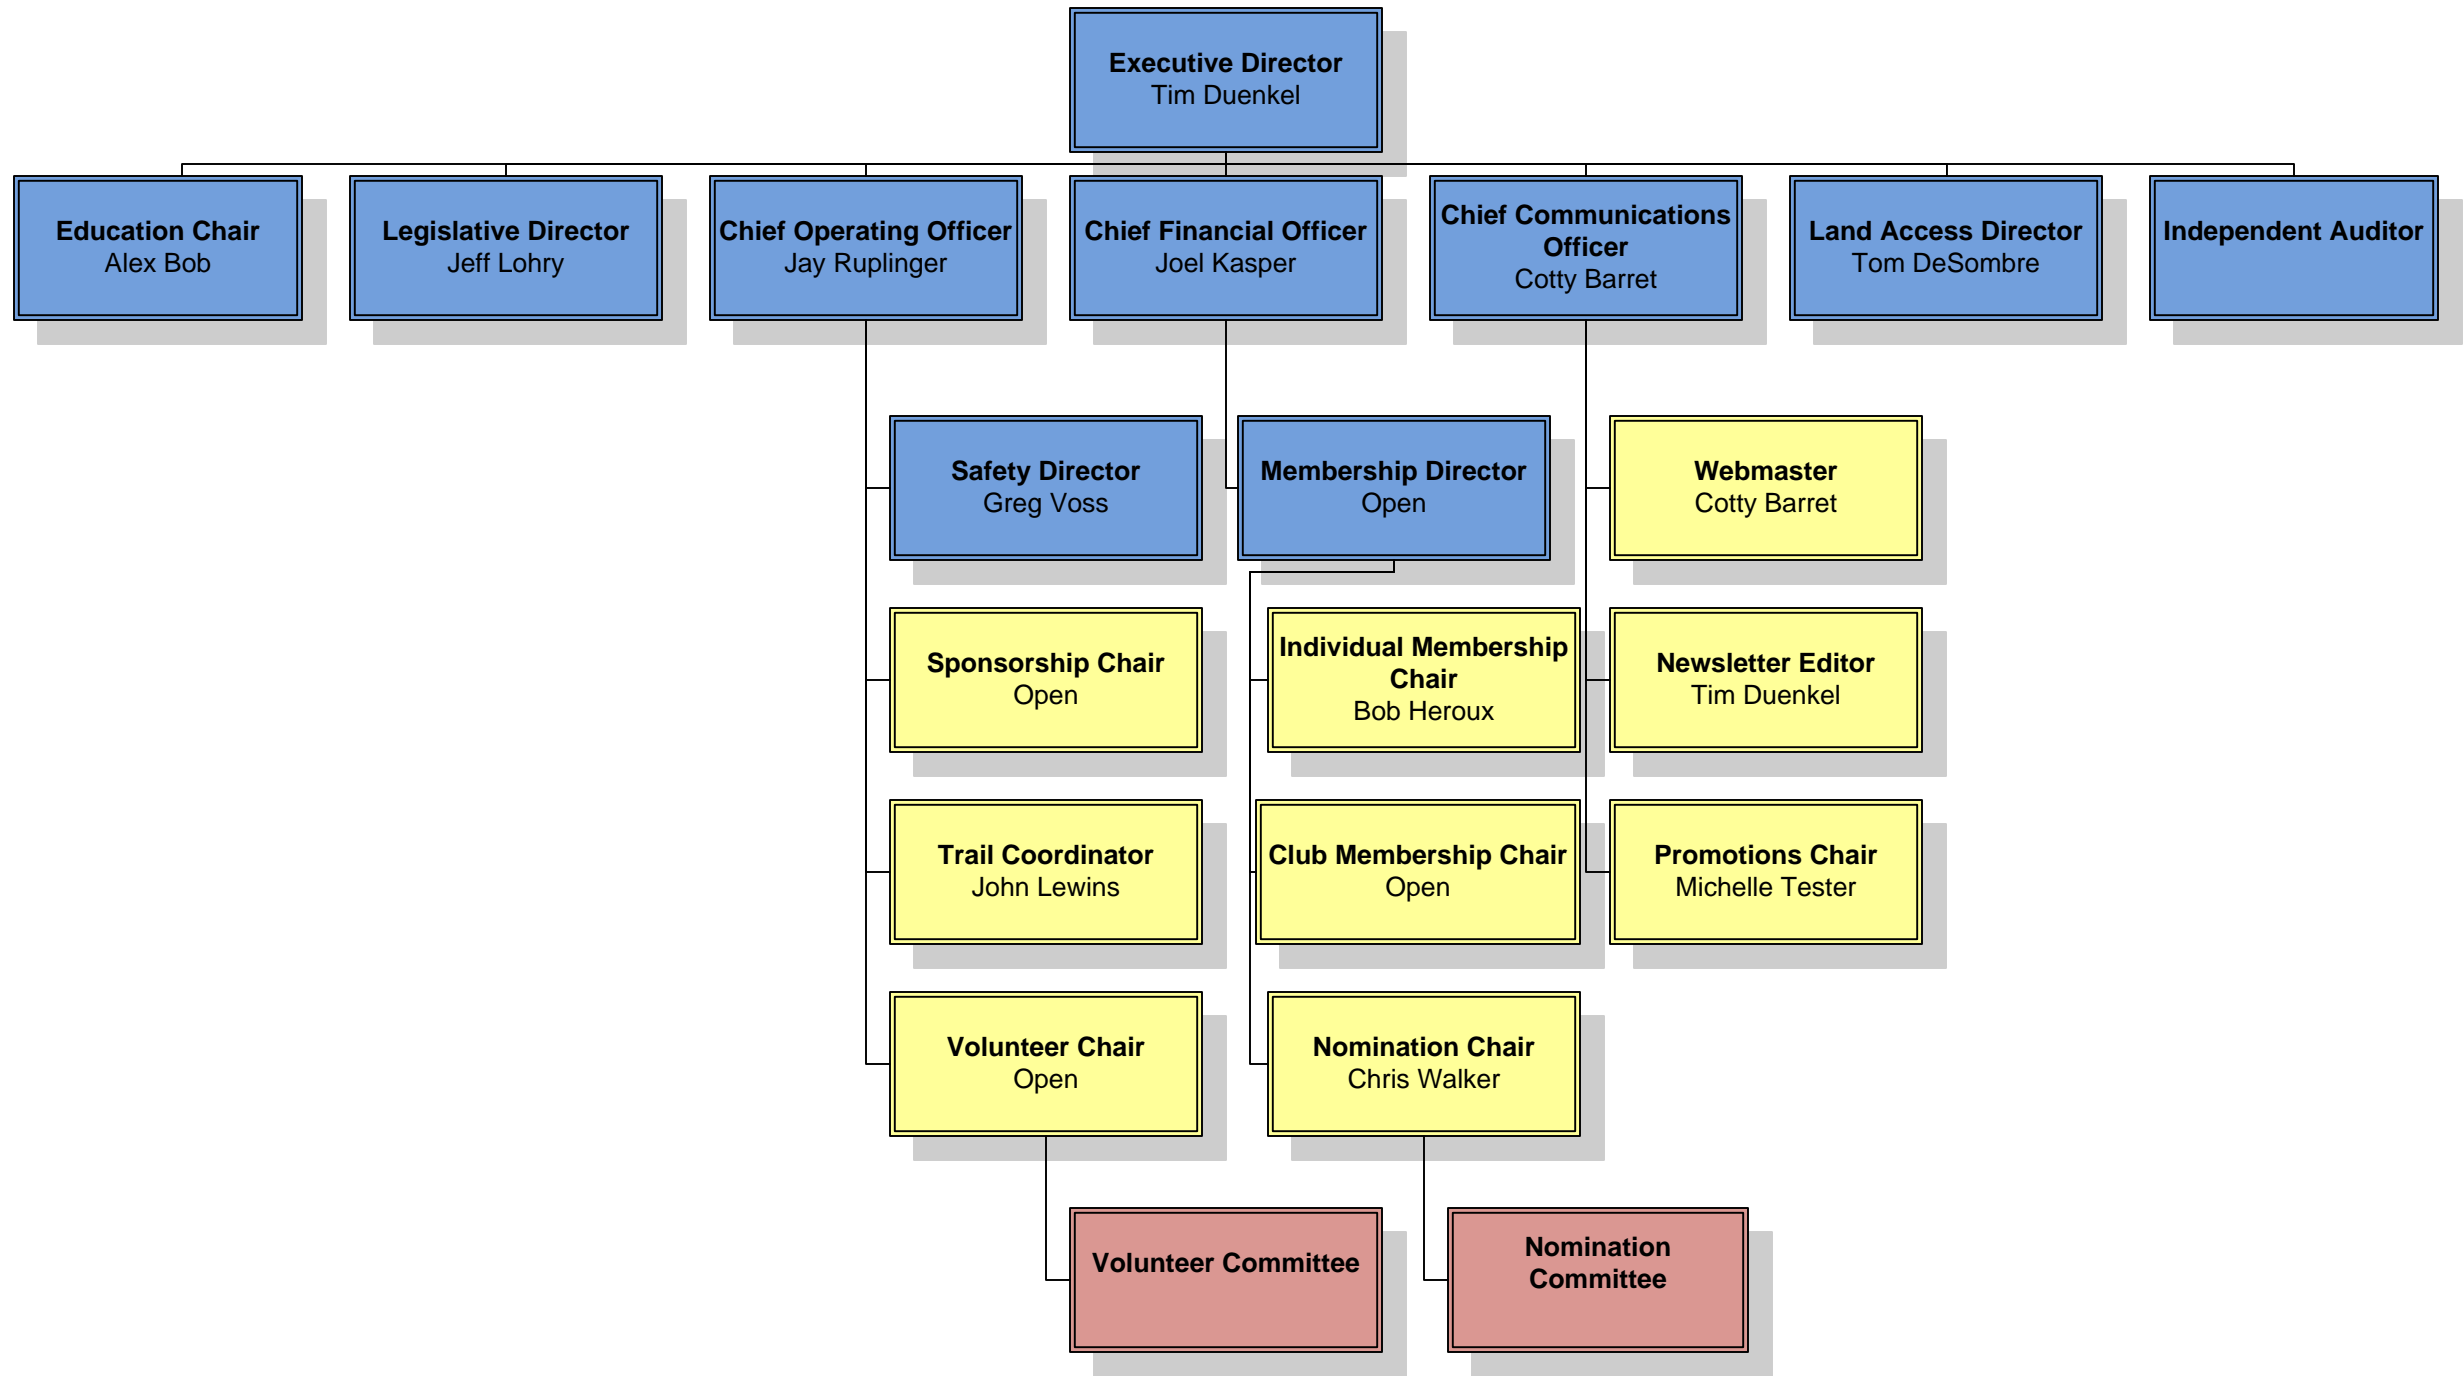 Executive Director
Tim Duenkel
Education Chair
Alex Bob
Legislative Director
Jeff Lohry
Chief Operating Officer
Jay Ruplinger
Chief Financial Officer
Joel Kasper
Chief Communications
Officer
Cotty Barret
Land Access Director
Tom DeSombre
Independent Auditor
Safety Director
Greg Voss
Membership Director
Open
Webmaster
Cotty Barret
Sponsorship Chair
Open
Individual Membership
Chair
Bob Heroux
Newsletter Editor
Tim Duenkel
Trail Coordinator
John Lewins
Club Membership Chair
Open
Promotions Chair
Michelle Tester
Volunteer Chair
Open
Nomination Chair
Chris Walker
Volunteer Committee
Nomination
Committee